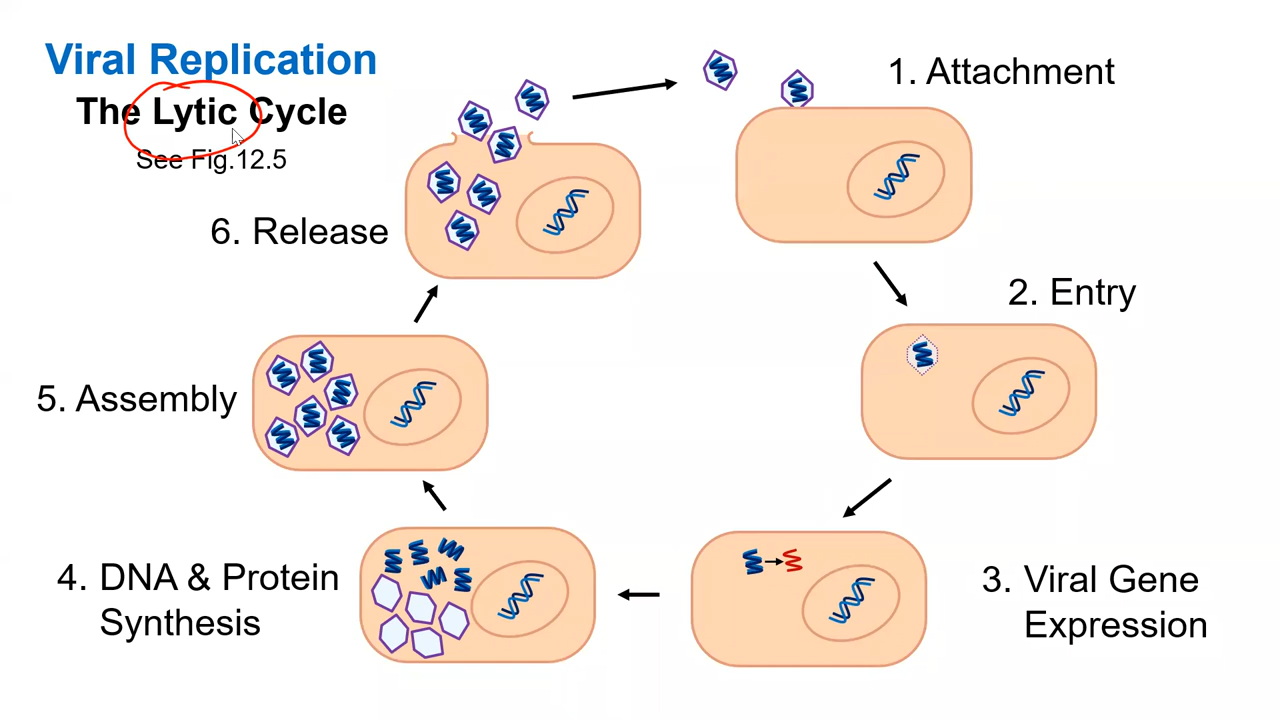 Viral Replication
The Lytic Cycle
See Fig.12.5
1. Attachment
2. Entry
3. Viral Gene
Expression
4. DNA & Protein
Synthesis
5. Assembly
6. Release